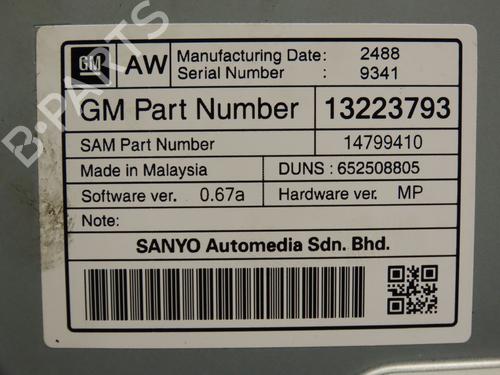 GM AW Manufacturing Date: 2488
Serial Number : 9341
GM Part Number 13223793
SAM Part Number 14799410
Made in Malaysia DUNS : 652508805
Software ver. 0.67a Hardware ver. MP
Note:
SANYO Automedia Sdn. Bhd.
B-PARTS